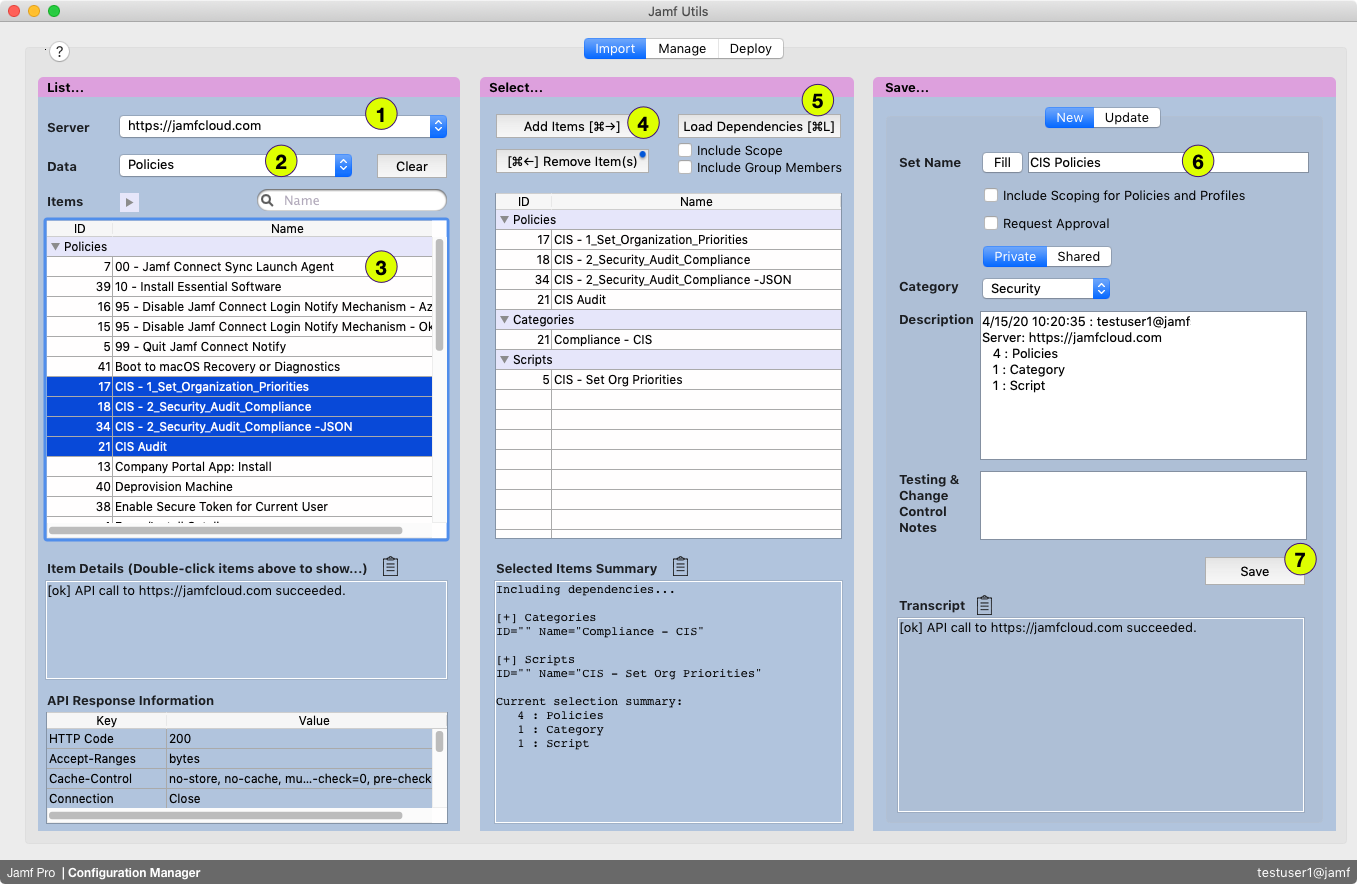 Jamf Utils
?
Import Manage Deploy
List...
Server https://jamfcloud.com 1
Data Policies 2 Clear
Items Name
ID Name
Policies
7 00 - Jamf Connect Sync Launch Agent 3
39 10 - Install Essential Software
16 95 - Disable Jamf Connect Login Notify Mechanism - Az
15 95 - Disable Jamf Connect Login Notify Mechanism - Ok
5 99 - Quit Jamf Connect Notify
41 Boot to macOS Recovery or Diagnostics
17 CIS - 1_Set_Organization_Priorities
18 CIS - 2_Security_Audit_Compliance
34 CIS - 2_Security_Audit_Compliance -JSON
21 CIS Audit
13 Company Portal App: Install
40 Deprovision Machine
38 Enable Secure Token for Current User
Item Details (Double-click items above to show...)
[ok] API call to https://jamfcloud.com succeeded.
API Response Information
Key Value
HTTP Code 200
Accept-Ranges bytes
Cache-Control no-store, no-cache, mu...-check=0, pre-check
Connection Close
Select...
5
Add Items [⌘→] 4 Load Dependencies [⌘L]
Include Scope
[⌘←] Remove Item(s)
Include Group Members
ID Name
Policies
17 CIS - 1_Set_Organization_Priorities
18 CIS - 2_Security_Audit_Compliance
34 CIS - 2_Security_Audit_Compliance -JSON
21 CIS Audit
Categories
21 Compliance - CIS
Scripts
5 CIS - Set Org Priorities
Selected Items Summary
Including dependencies...
[+] Categories
ID="" Name="Compliance - CIS"
[+] Scripts
ID="" Name="CIS - Set Org Priorities"
Current selection summary:
4 : Policies
1 : Category
1 : Script
Save...
New Update
Set Name Fill CIS Policies 6
Include Scoping for Policies and Profiles
Request Approval
Private Shared
Category Security
Description
4/15/20 10:20:35 : testuser1@jamf
Server: https://jamfcloud.com
4 : Policies
1 : Category
1 : Script
Testing &
Change
Control
Notes
7
Save
Transcript
[ok] API call to https://jamfcloud.com succeeded.
Jamf Pro | Configuration Manager testuser1@jamf